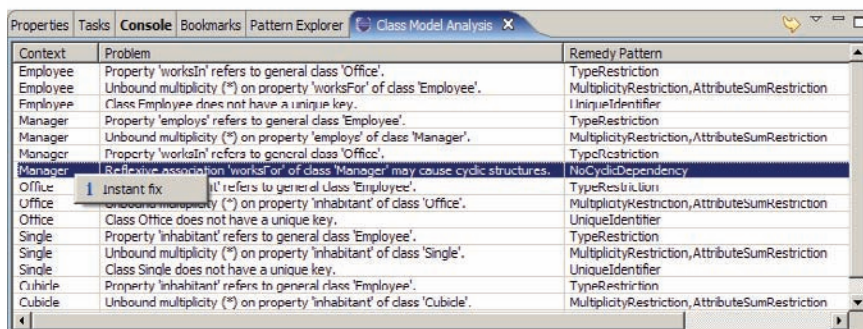 Properties Tasks Console Bookmarks Pattern Explorer Class Model Analysis
Context Problem Remedy Pattern
Employee Property 'worksIn' refers to general class 'Office'. TypeRestriction
Employee Unbound multiplicity (*) on property 'worksFor' of class 'Employee'. MultiplicityRestriction,AttributeSumRestriction
Employee Class Employee does not have a unique key. UniqueIdentifier
Manager Property 'employs' refers to general class 'Employee'. TypeRestriction
Manager Unbound multiplicity (*) on property 'employs' of class 'Manager'. MultiplicityRestriction,AttributeSumRestriction
Manager Property 'worksIn' refers to general class 'Office'. TypeRestriction
Manager Reflexive association 'worksFor' of class 'Manager' may cause cyclic structures. NoCyclicDependency
Office nt' refers to general class 'Employee'. TypeRestriction
i Instant fix
Office Unbound multiplicity (*) on property 'inhabitant' of class 'Office'. MultiplicityRestriction,AttributeSumRestriction
Office Class Office does not have a unique key. UniqueIdentifier
Single Property 'inhabitant' refers to general class 'Employee'. TypeRestriction
Single Unbound multiplicity (*) on property 'inhabitant' of class 'Single'. MultiplicityRestriction,AttributeSumRestriction
Single Class Single does not have a unique key. UniqueIdentifier
Cubicle Property 'inhabitant' refers to general class 'Employee'. TypeRestriction
Cubicle Unbound multiplicity (*) on property 'inhabitant' of class 'Cubicle'. MultiplicityRestriction,AttributeSumRestriction